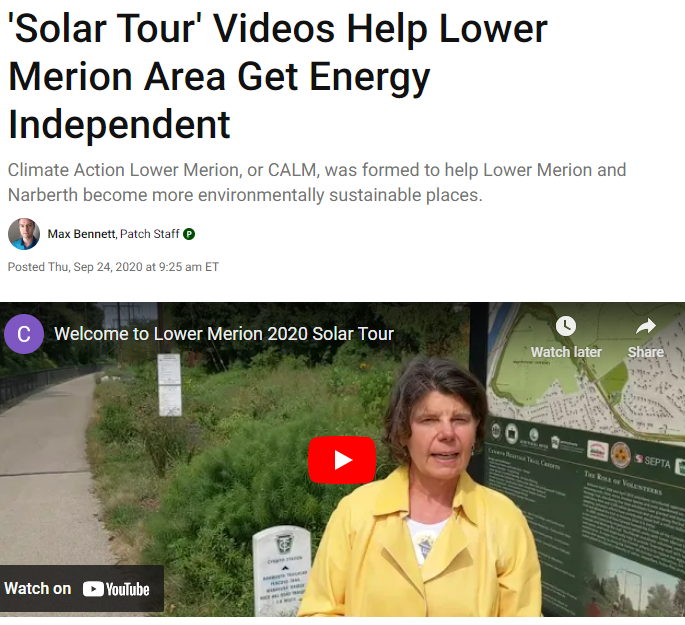 'Solar Tour' Videos Help Lower
Merion Area Get Energy
Independent
Climate Action Lower Merion, or CALM, was formed to help Lower Merion and
Narberth become more environmentally sustainable places.
Max Bennett, Patch Staff P
Posted Thu, Sep 24, 2020 at 9:25 am ET
C
Welcome to Lower Merion 2020 Solar Tour
Watch later
Share
SEPTA
The Role of Volunteers
Watch on YouTube